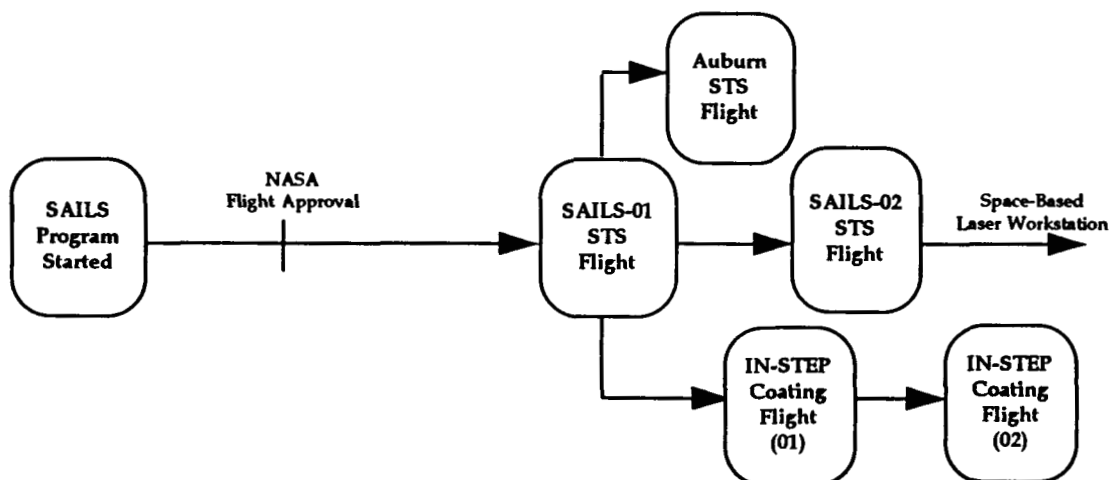 SAILS
Program
Started
NASA
Flight Approval
SAILS-01
STS
Flight
Auburn
STS
Flight
SAILS-02
STS
Flight
Space-Based
Laser Workstation
IN-STEP
Coating
Flight
(01)
IN-STEP
Coating
Flight
(02)